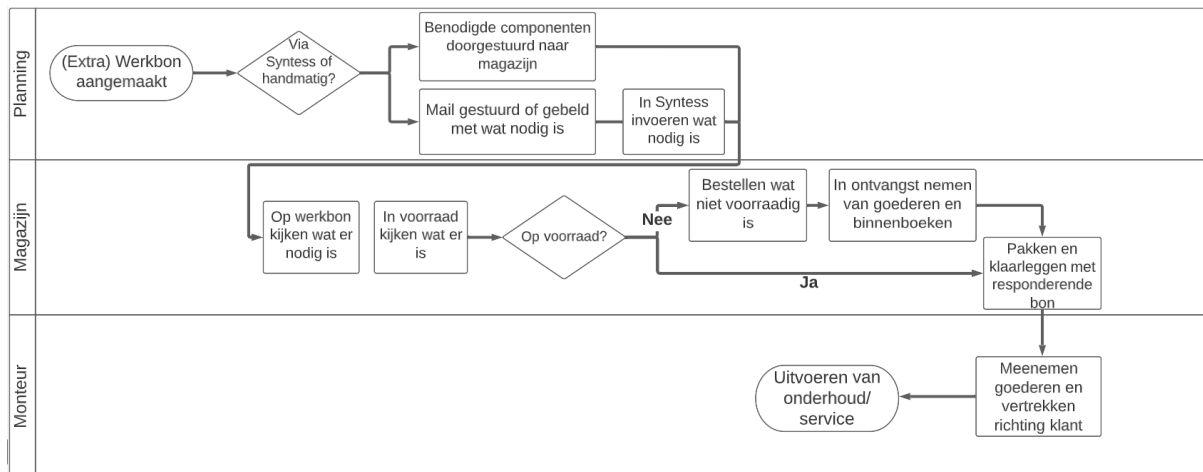 Planning
(Extra) Werkbon
aangemaakt
Via
Syntess of
handmatig?
Benodigde componenten
doorgestuurd naar
magazijn
Mail gestuurd of gebeld
met wat nodig is
In Syntess
invoeren wat
nodig is
Magazijn
Op werkbon
kijken wat er
nodig is
In voorraad
kijken wat er
is
Op voorraad?
Nee
Bestellen wat
niet voorraadig
is
In ontvangst nemen
van goederen en
binnenboeken
Ja
Pakken en
klaarleggen met
responderende
bon
Monteur
Uitvoeren van
onderhoud/
service
Meenemen
goederen en
vertrekken
richting klant